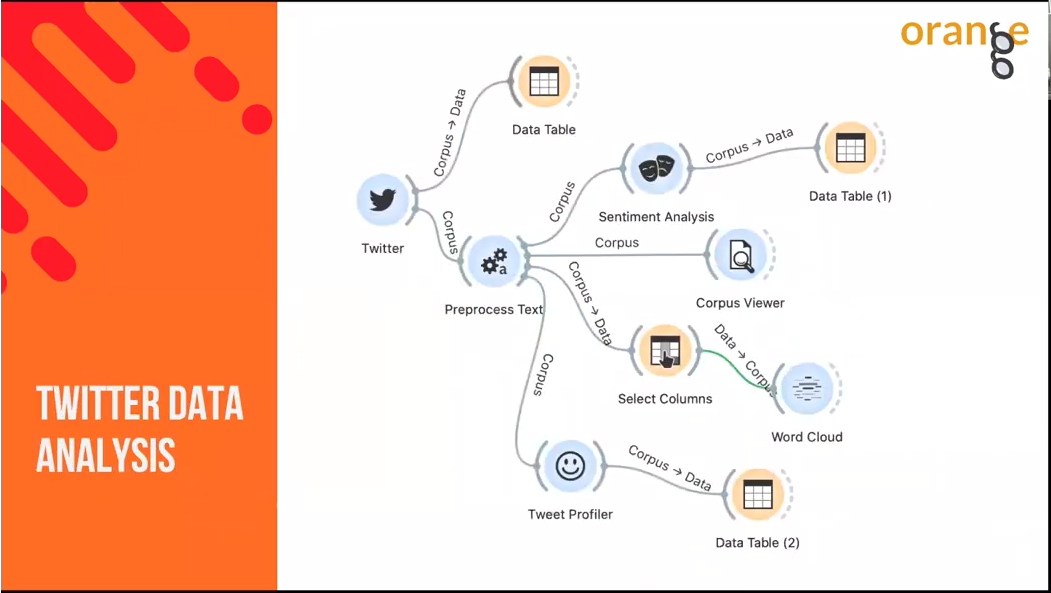 orange
TWITTER DATA
ANALYSIS
Data Table
Corpus → Data
Corpus → Data
Data Table (1)
Sentiment Analysis
Twitter
Corpus
Corpus
Corpus
Corpus Viewer
Preprocess Text
Corpus → Data
Data → Corpus
Select Columns
Word Cloud
Corpus
Corpus → Data
Tweet Profiler
Data Table (2)
a